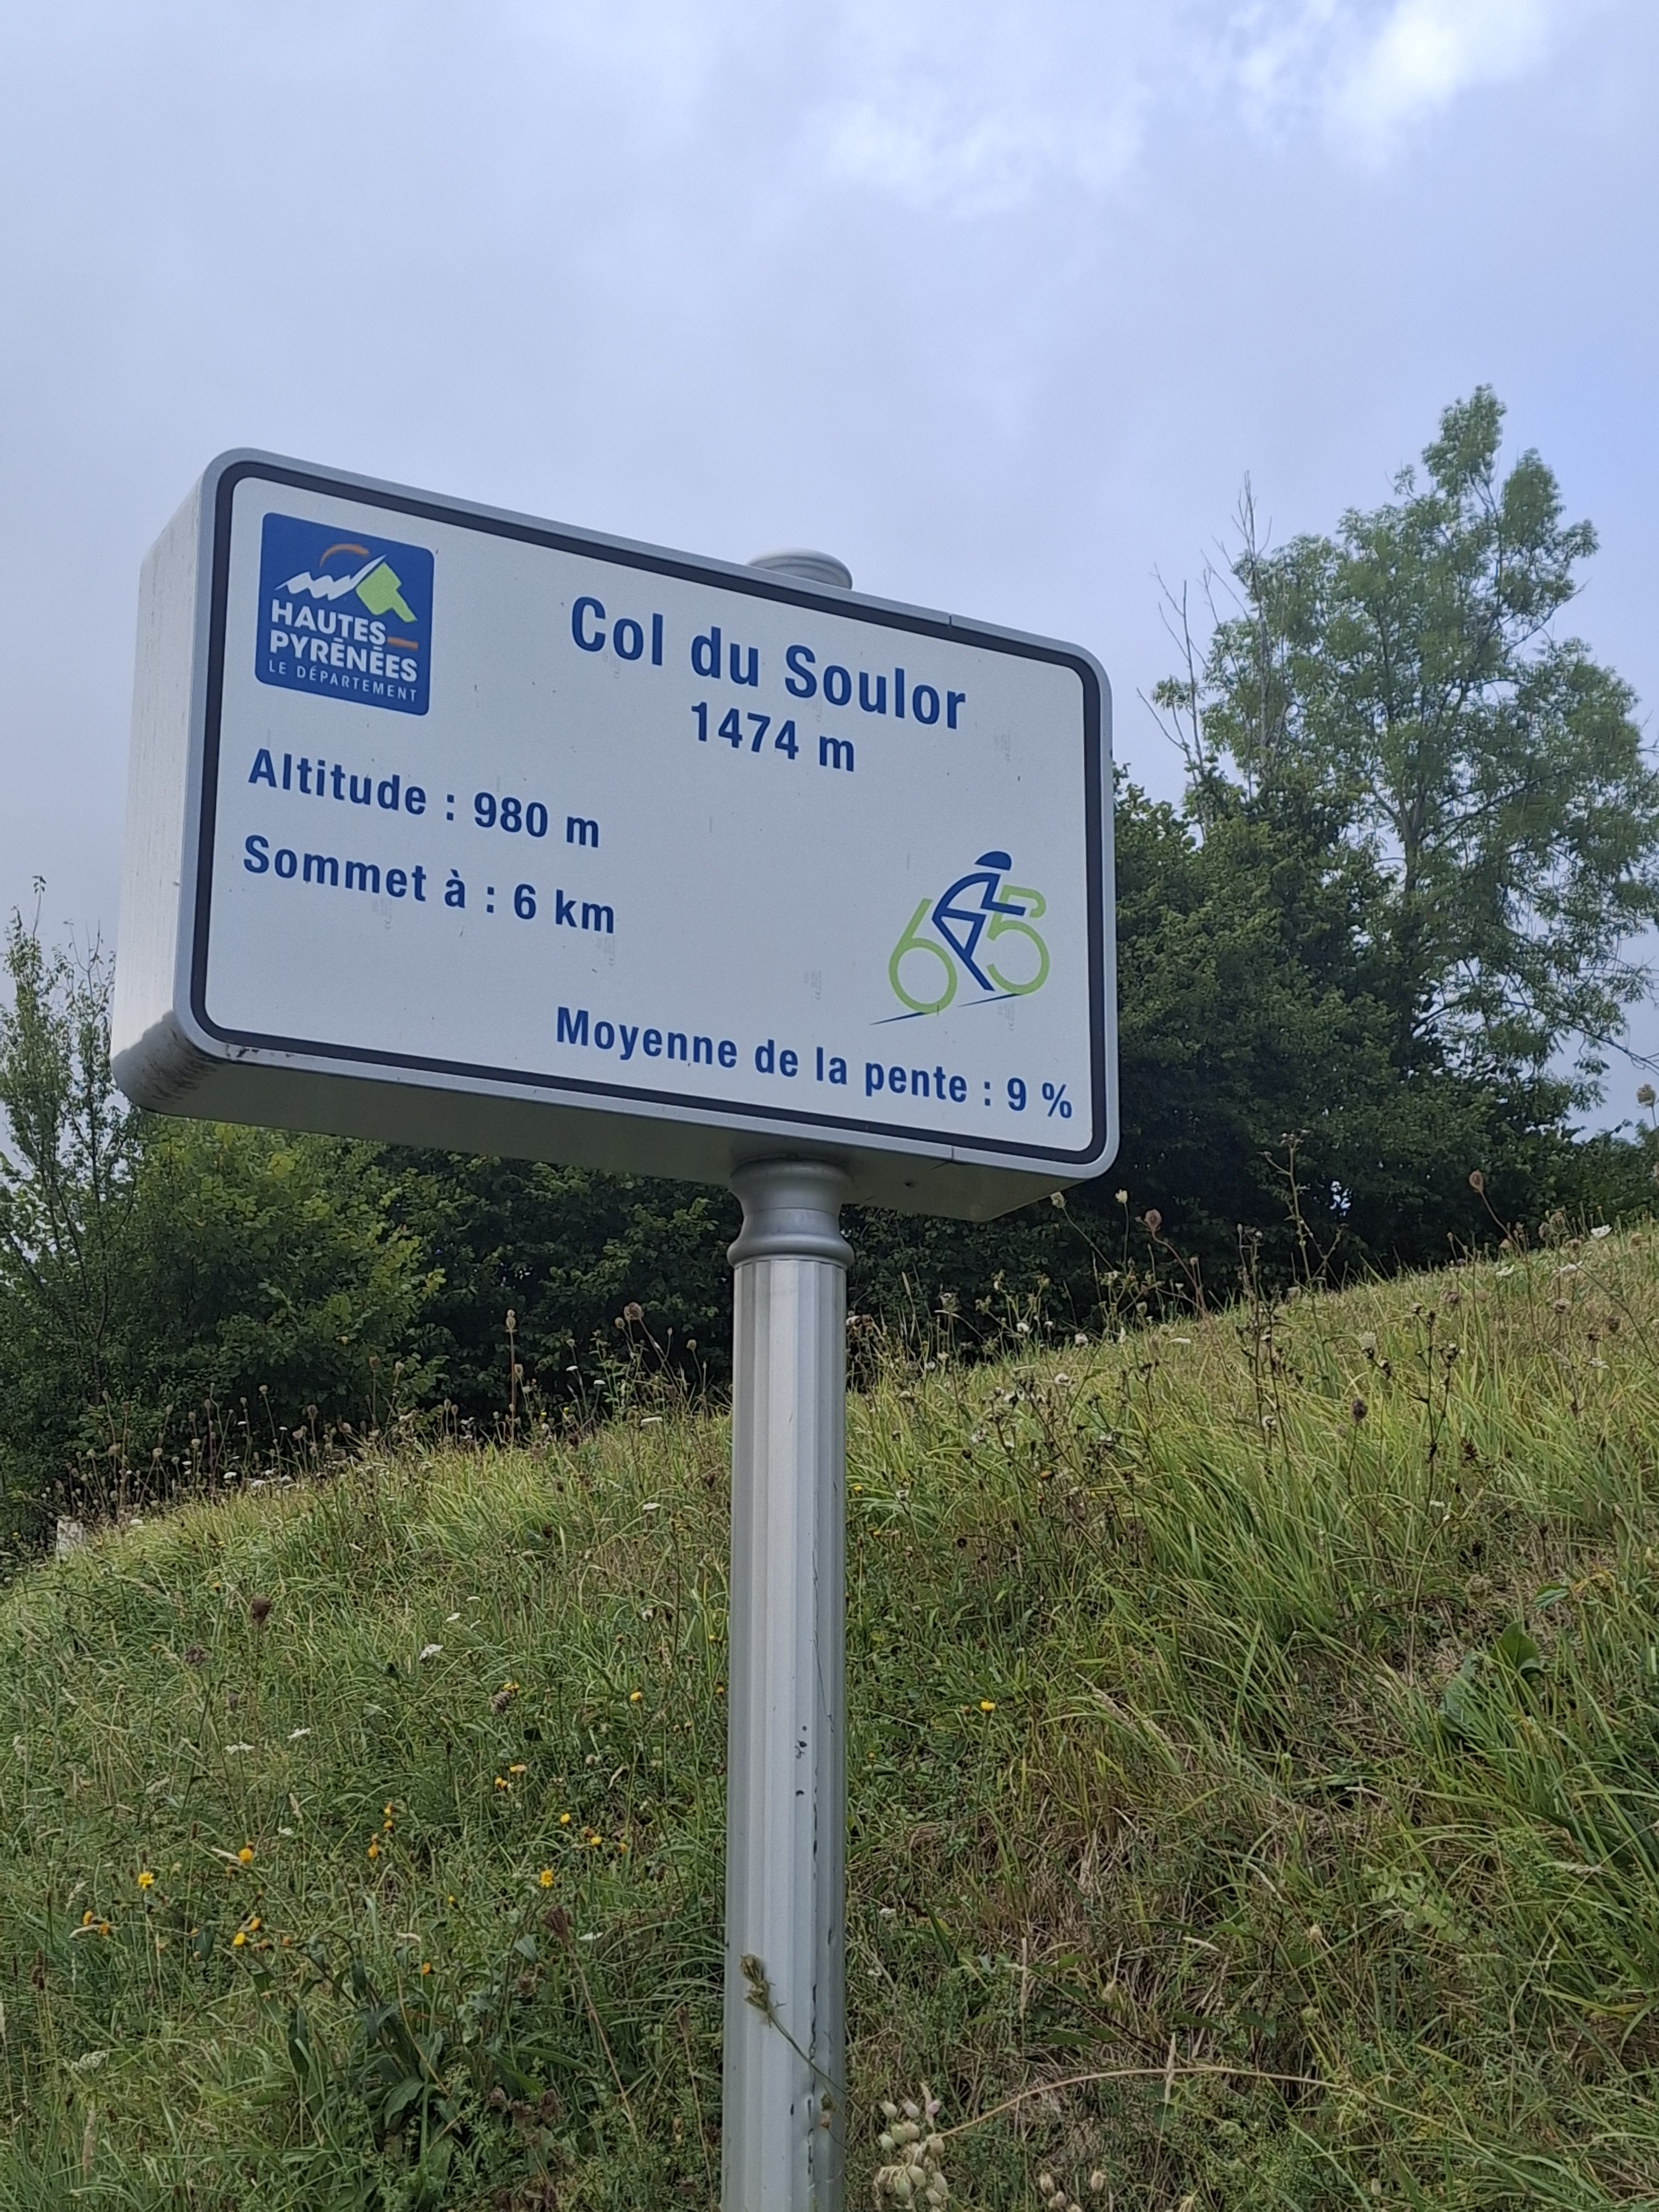 HAUTES
PYRÉNÉES
LE DÉPARTEMENT
Col du Soulor
1474 m
Altitude : 980 m
Sommet à : 6 km
65
Moyenne de la pente : 9 %